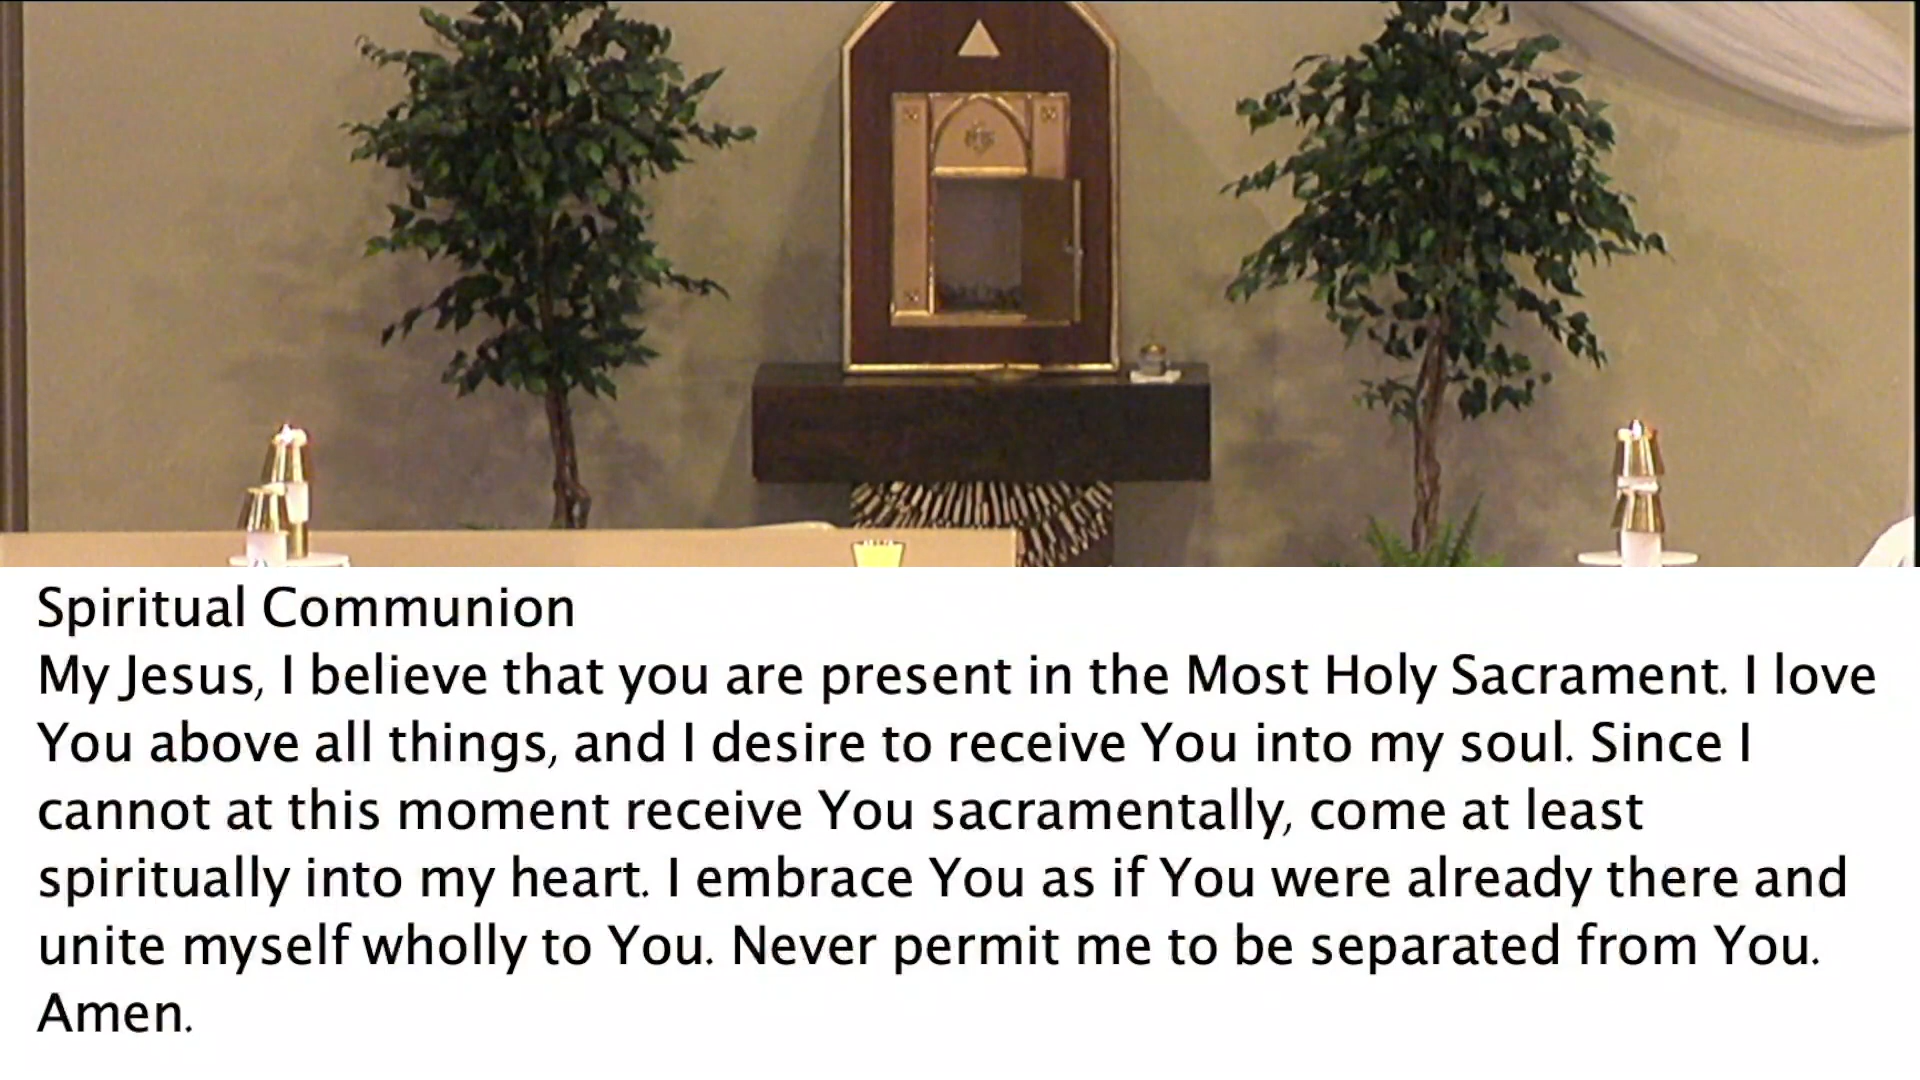 Spiritual Communion
My Jesus, I believe that you are present in the Most Holy Sacrament. I love
You above all things, and I desire to receive You into my soul. Since I
cannot at this moment receive You sacramentally, come at least
spiritually into my heart. I embrace You as if You were already there and
unite myself wholly to You. Never permit me to be separated from You.
Amen.